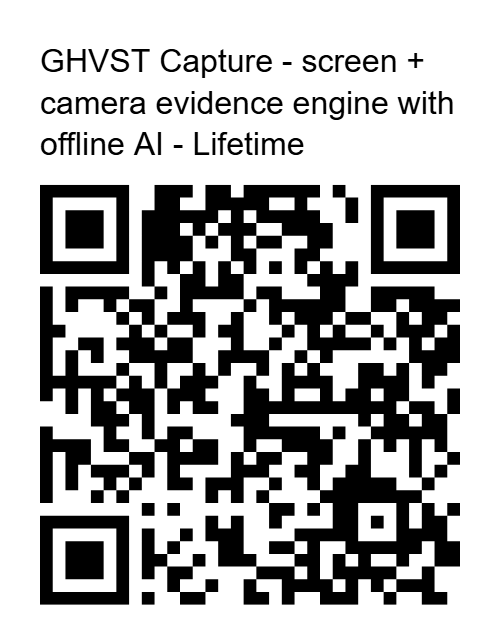 GHVST Capture - screen +
camera evidence engine with
offline AI - Lifetime